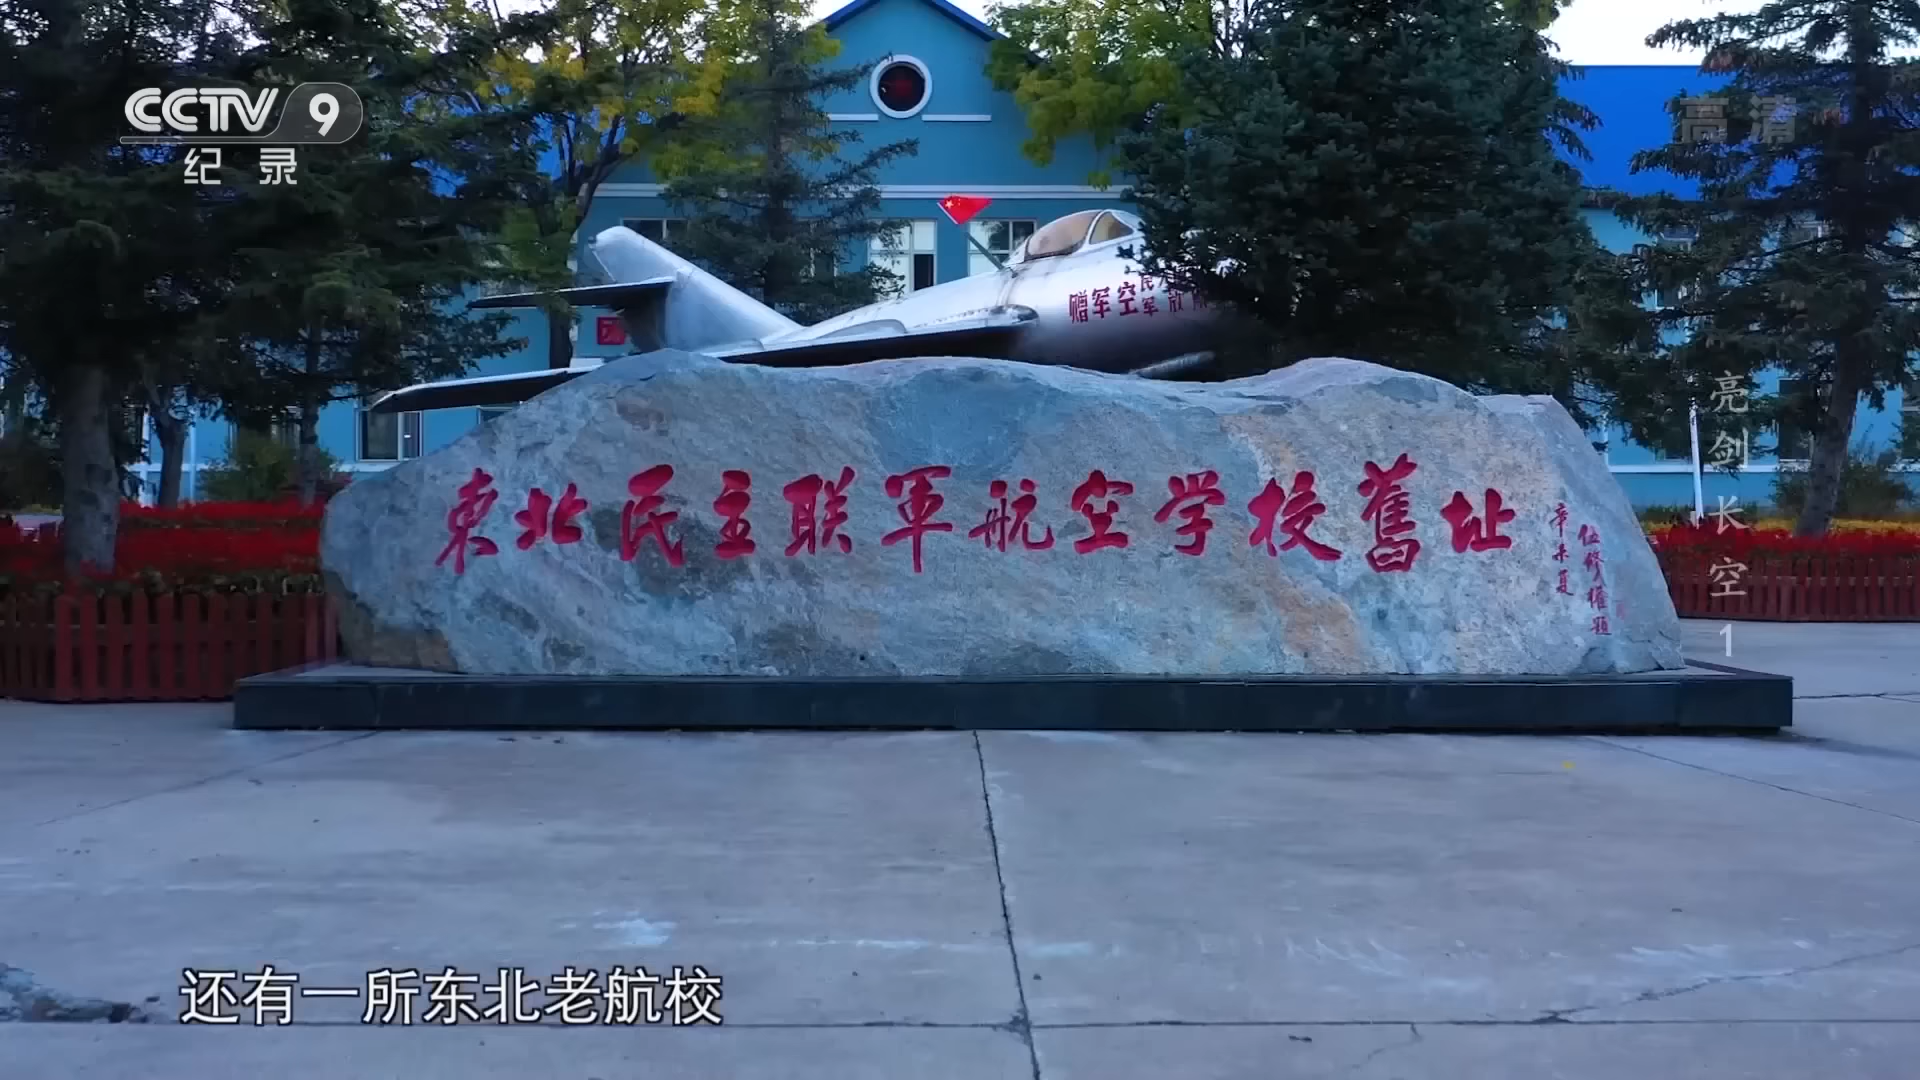 CCTV 9
纪录
高清
赠军空
東北民主联軍航空学校舊址
辛未夏
伍修權題
亮剑长空 1
还有一所东北老航校